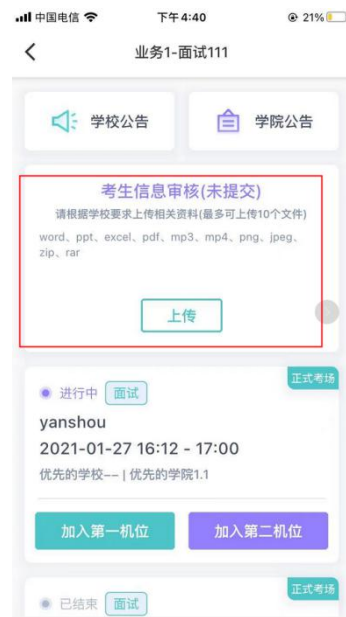 中国电信 下午4:40 21%
业务1-面试111
学校公告 学院公告
考生信息审核(未提交)
请根据学校要求上传相关资料(最多可上传10个文件)
word、ppt、excel、pdf、mp3、mp4、png、jpeg、
zip、rar
上传
正式考场
进行中 面试
yanshou
2021-01-27 16:12 - 17:00
优先的学校-- | 优先的学院1.1
加入第一机位 加入第二机位
正式考场
已结束 面试